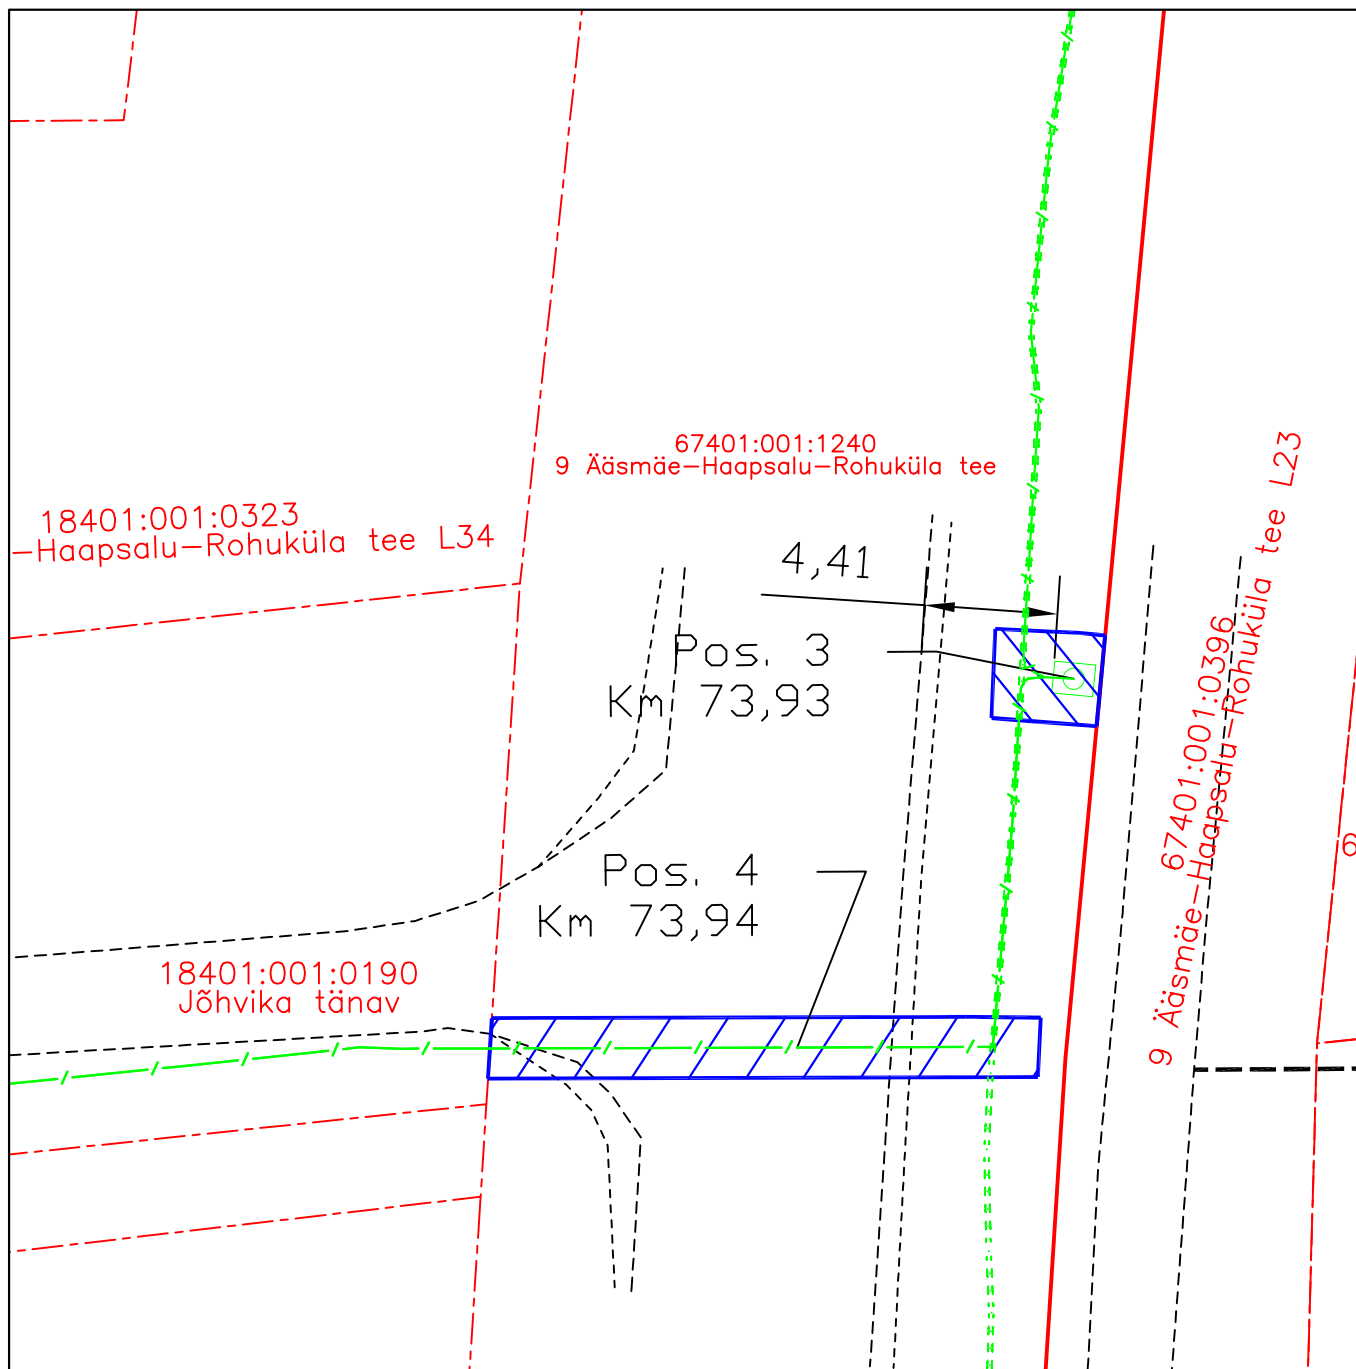 67401:001:1240
9 Ääsmäe-Haapsalu-Rohuküla tee
18401:001:0323
-Haapsalu-Rohuküla tee L34
4,41
Pos. 3
Km 73,93
67401:001:0396
9 Ääsmäe-Haapsalu-Rohuküla tee L23
6
Pos. 4
Km 73,94
18401:001:0190
Jõhvika tänav